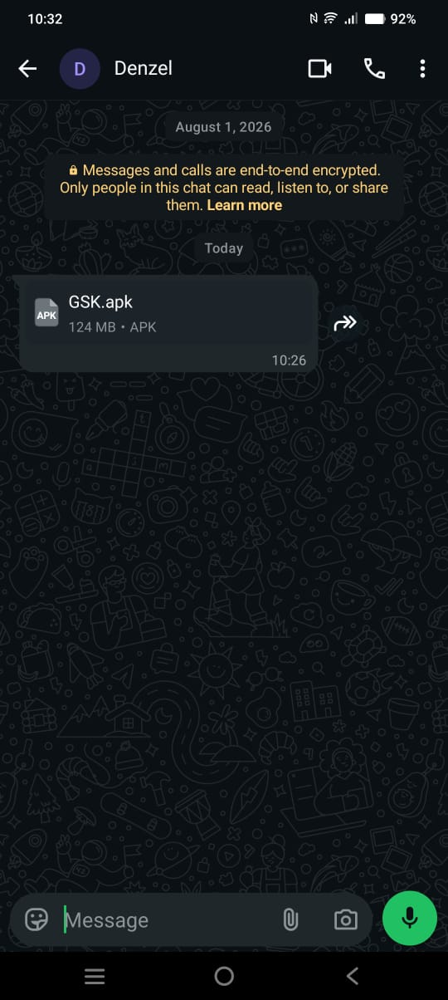 10:32
92%
D
Denzel
August 1, 2026
Messages and calls are end-to-end encrypted.
Only people in this chat can read, listen to, or share
them. Learn more
Today
APK
GSK.apk
124 MB • APK
10:26
Message